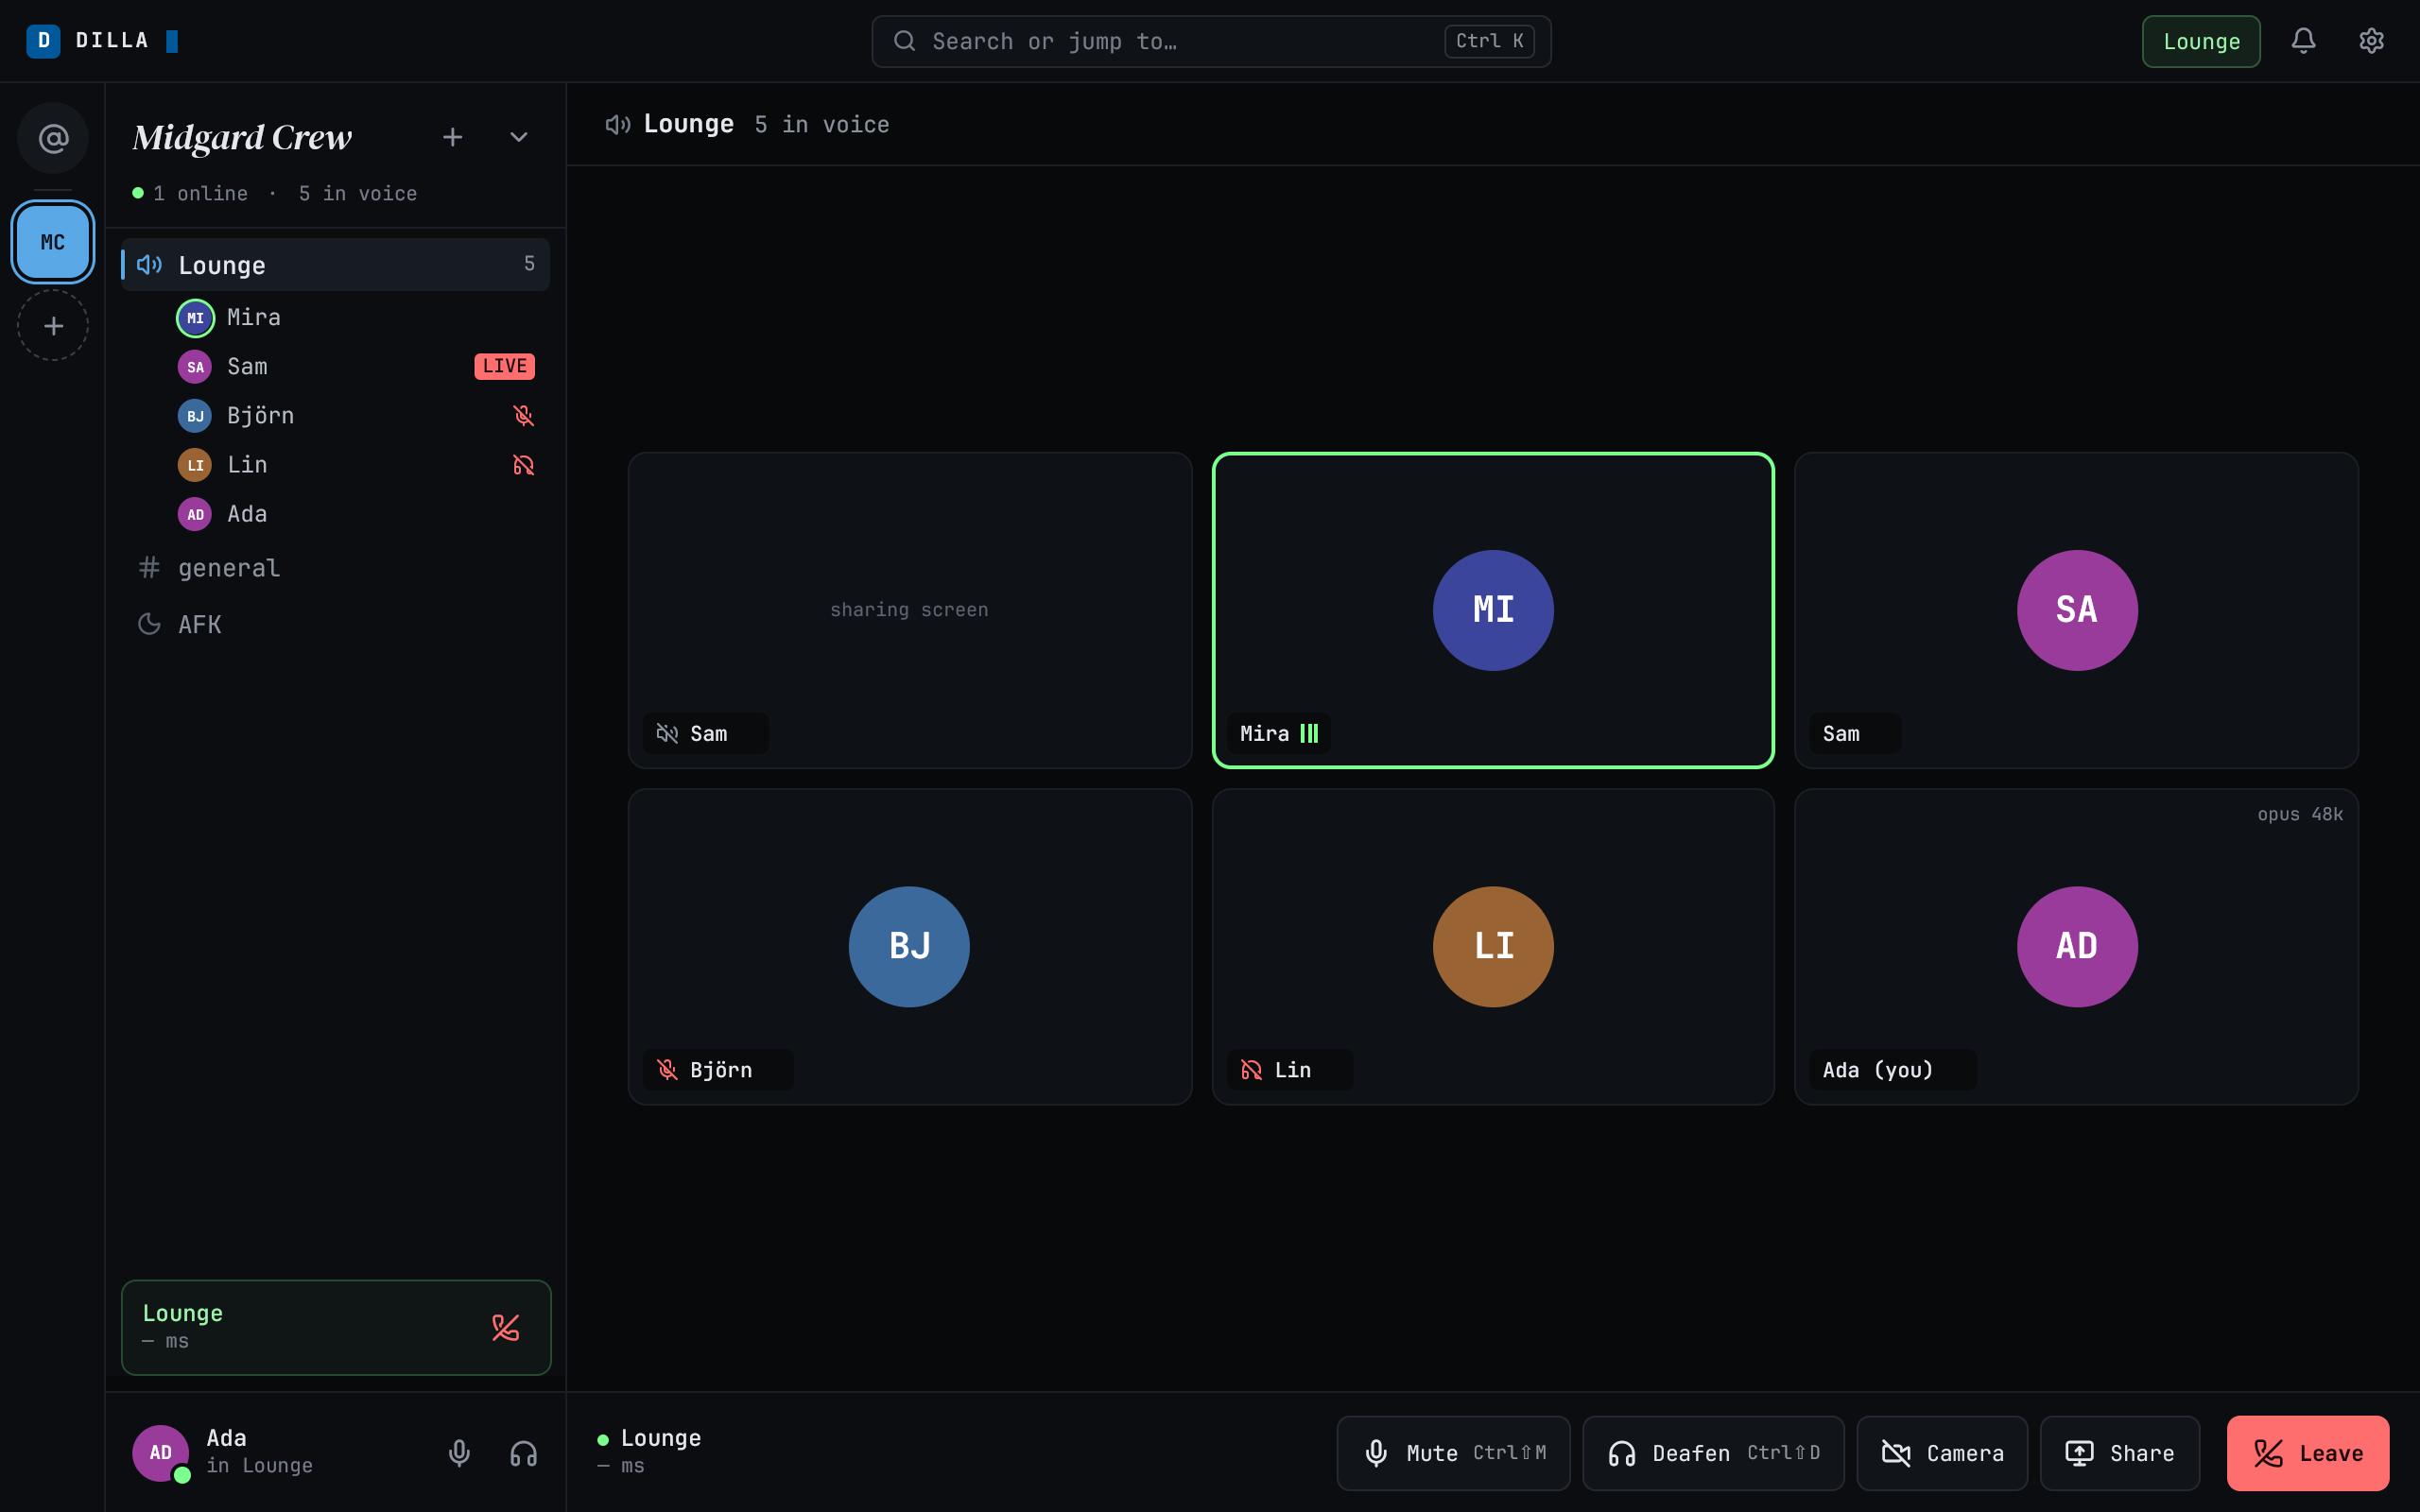 D DILLA
Search or jump to… Ctrl K
Lounge
Midgard Crew
1 online · 5 in voice
MC
Lounge 5
MI Mira
SA Sam LIVE
BJ Björn
LI Lin
AD Ada
# general
AFK
Lounge
— ms
AD Ada
in Lounge
Lounge 5 in voice
sharing screen
Sam
MI
Mira
SA
Sam
BJ
Björn
LI
Lin
opus 48k
AD
Ada (you)
Lounge
— ms
Mute Ctrl⇧M
Deafen Ctrl⇧D
Camera
Share
Leave